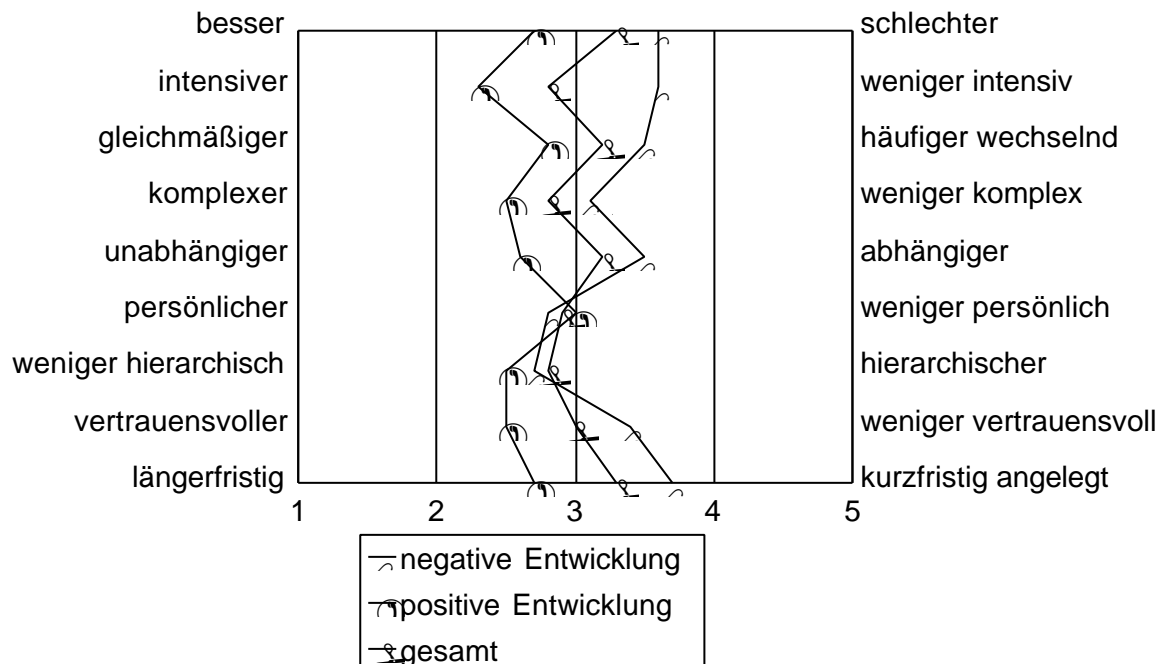 besser schlechter
intensiver weniger intensiv
gleichmäßiger häufiger wechselnd
komplexer weniger komplex
unabhängiger abhängiger
persönlicher weniger persönlich
weniger hierarchisch hierarchischer
vertrauensvoller weniger vertrauensvoll
längerfristig kurzfristig angelegt
1 2 3 4 5
negative Entwicklung
positive Entwicklung
gesamt